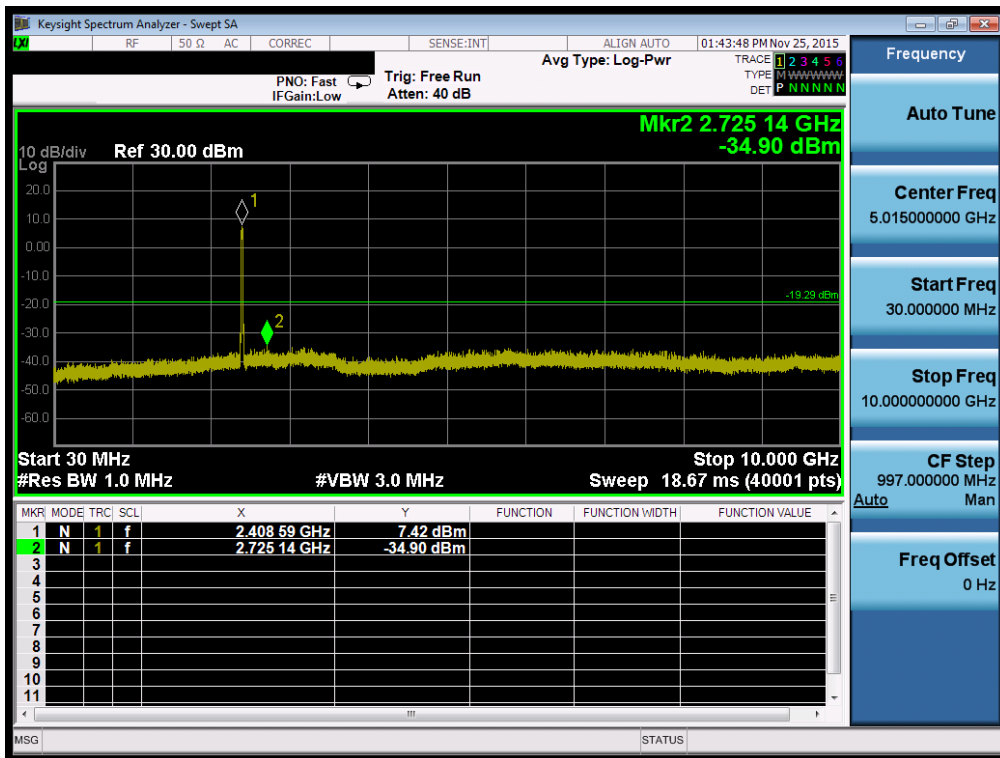 Keysight Spectrum Analyzer - Swept SA
LXI RF 50 Ω AC CORREC SENSE:INT ALIGN AUTO 01:43:48 PM Nov 25, 2015
PNO: Fast Trig: Free Run Avg Type: Log-Pwr TRACE 1 2 3 4 5 6
IFGain:Low Atten: 40 dB TYPE M WWWWW
DET P N N N N N
Mkr2 2.725 14 GHz
-34.90 dBm
10 dB/div Ref 30.00 dBm
Log
20.0
10.0
0.00
-10.0
-20.0
-30.0
-40.0
-50.0
-60.0
1
2
-19.29 dBm
Start 30 MHz Stop 10.000 GHz
#Res BW 1.0 MHz #VBW 3.0 MHz Sweep 18.67 ms (40001 pts)
MKR MODE TRC SCL X Y FUNCTION FUNCTION WIDTH FUNCTION VALUE
1 N 1 f 2.408 59 GHz 7.42 dBm
2 N 1 f 2.725 14 GHz -34.90 dBm
3
4
5
6
7
8
9
10
11
MSG STATUS
Frequency
Auto Tune
Center Freq
5.015000000 GHz
Start Freq
30.000000 MHz
Stop Freq
10.000000000 GHz
CF Step
997.000000 MHz
Auto Man
Freq Offset
0 Hz